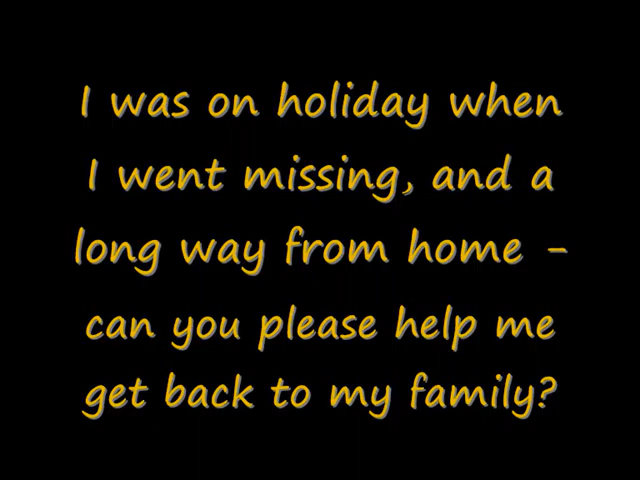 I was on holiday when
I went missing, and a
long way from home -
can you please help me
get back to my family?